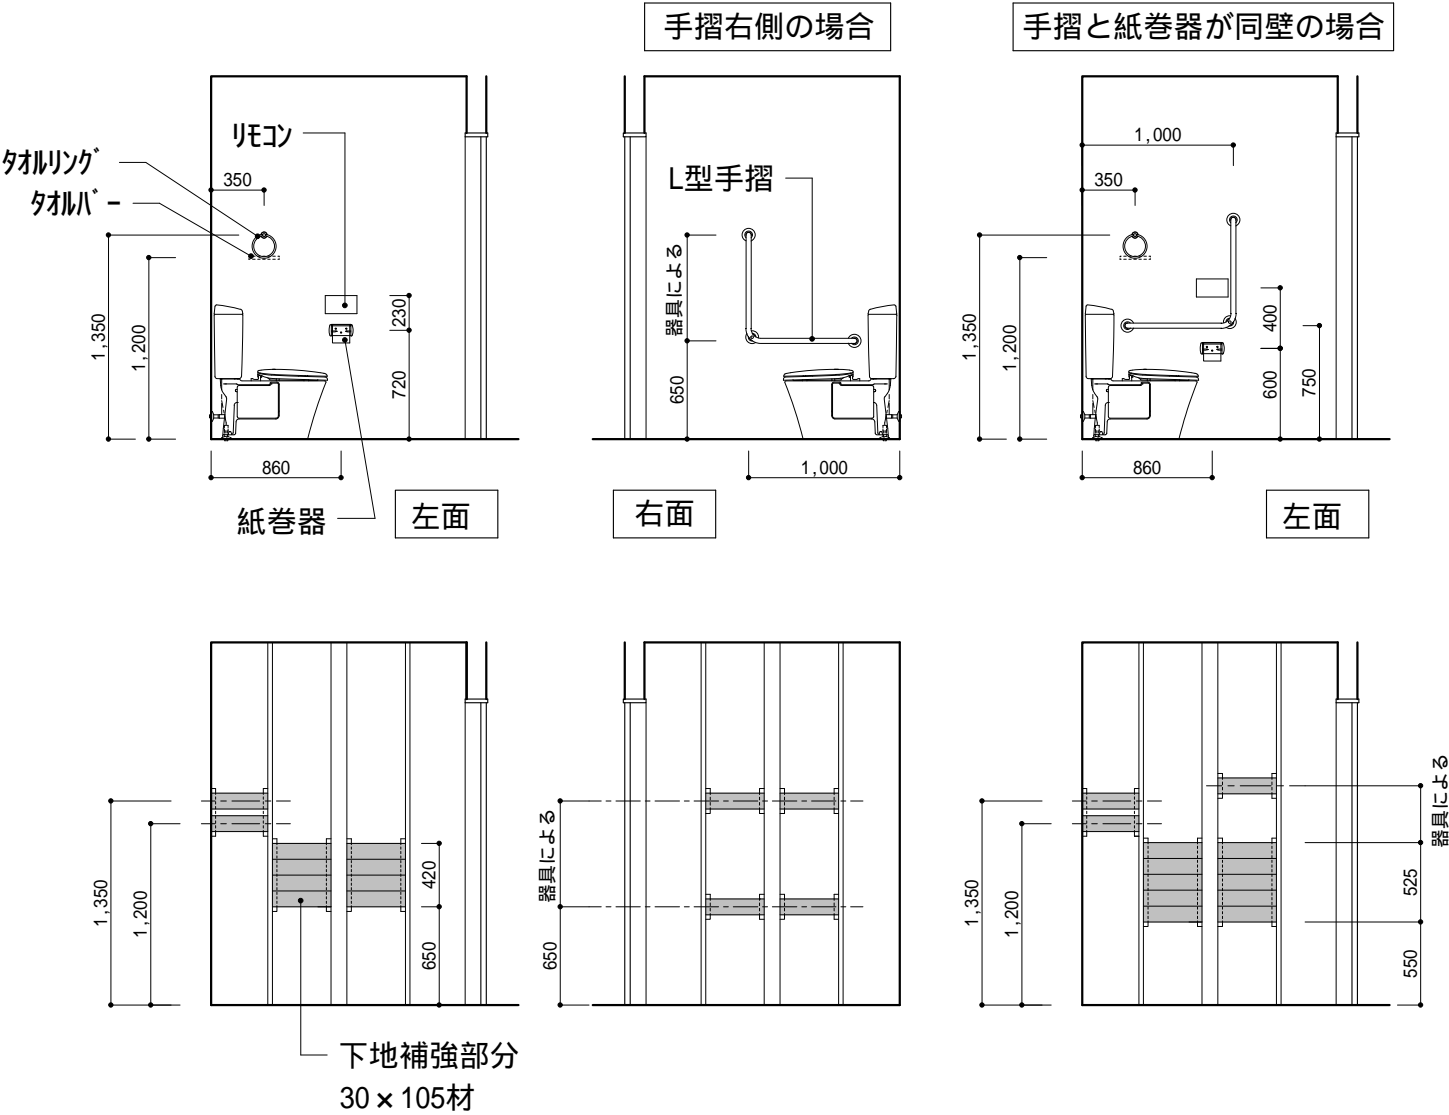 手摺右側の場合
手摺と紙巻器が同壁の場合
リモコン
タオルリング
タオルバー
350
1,350
1,200
230
720
860
紙巻器
左面
L型手摺
器具による
650
1,000
右面
1,000
350
1,350
1,200
400
600
750
860
左面
1,350
1,200
420
650
下地補強部分
30×105材
器具による
650
1,350
1,200
器具による
525
550